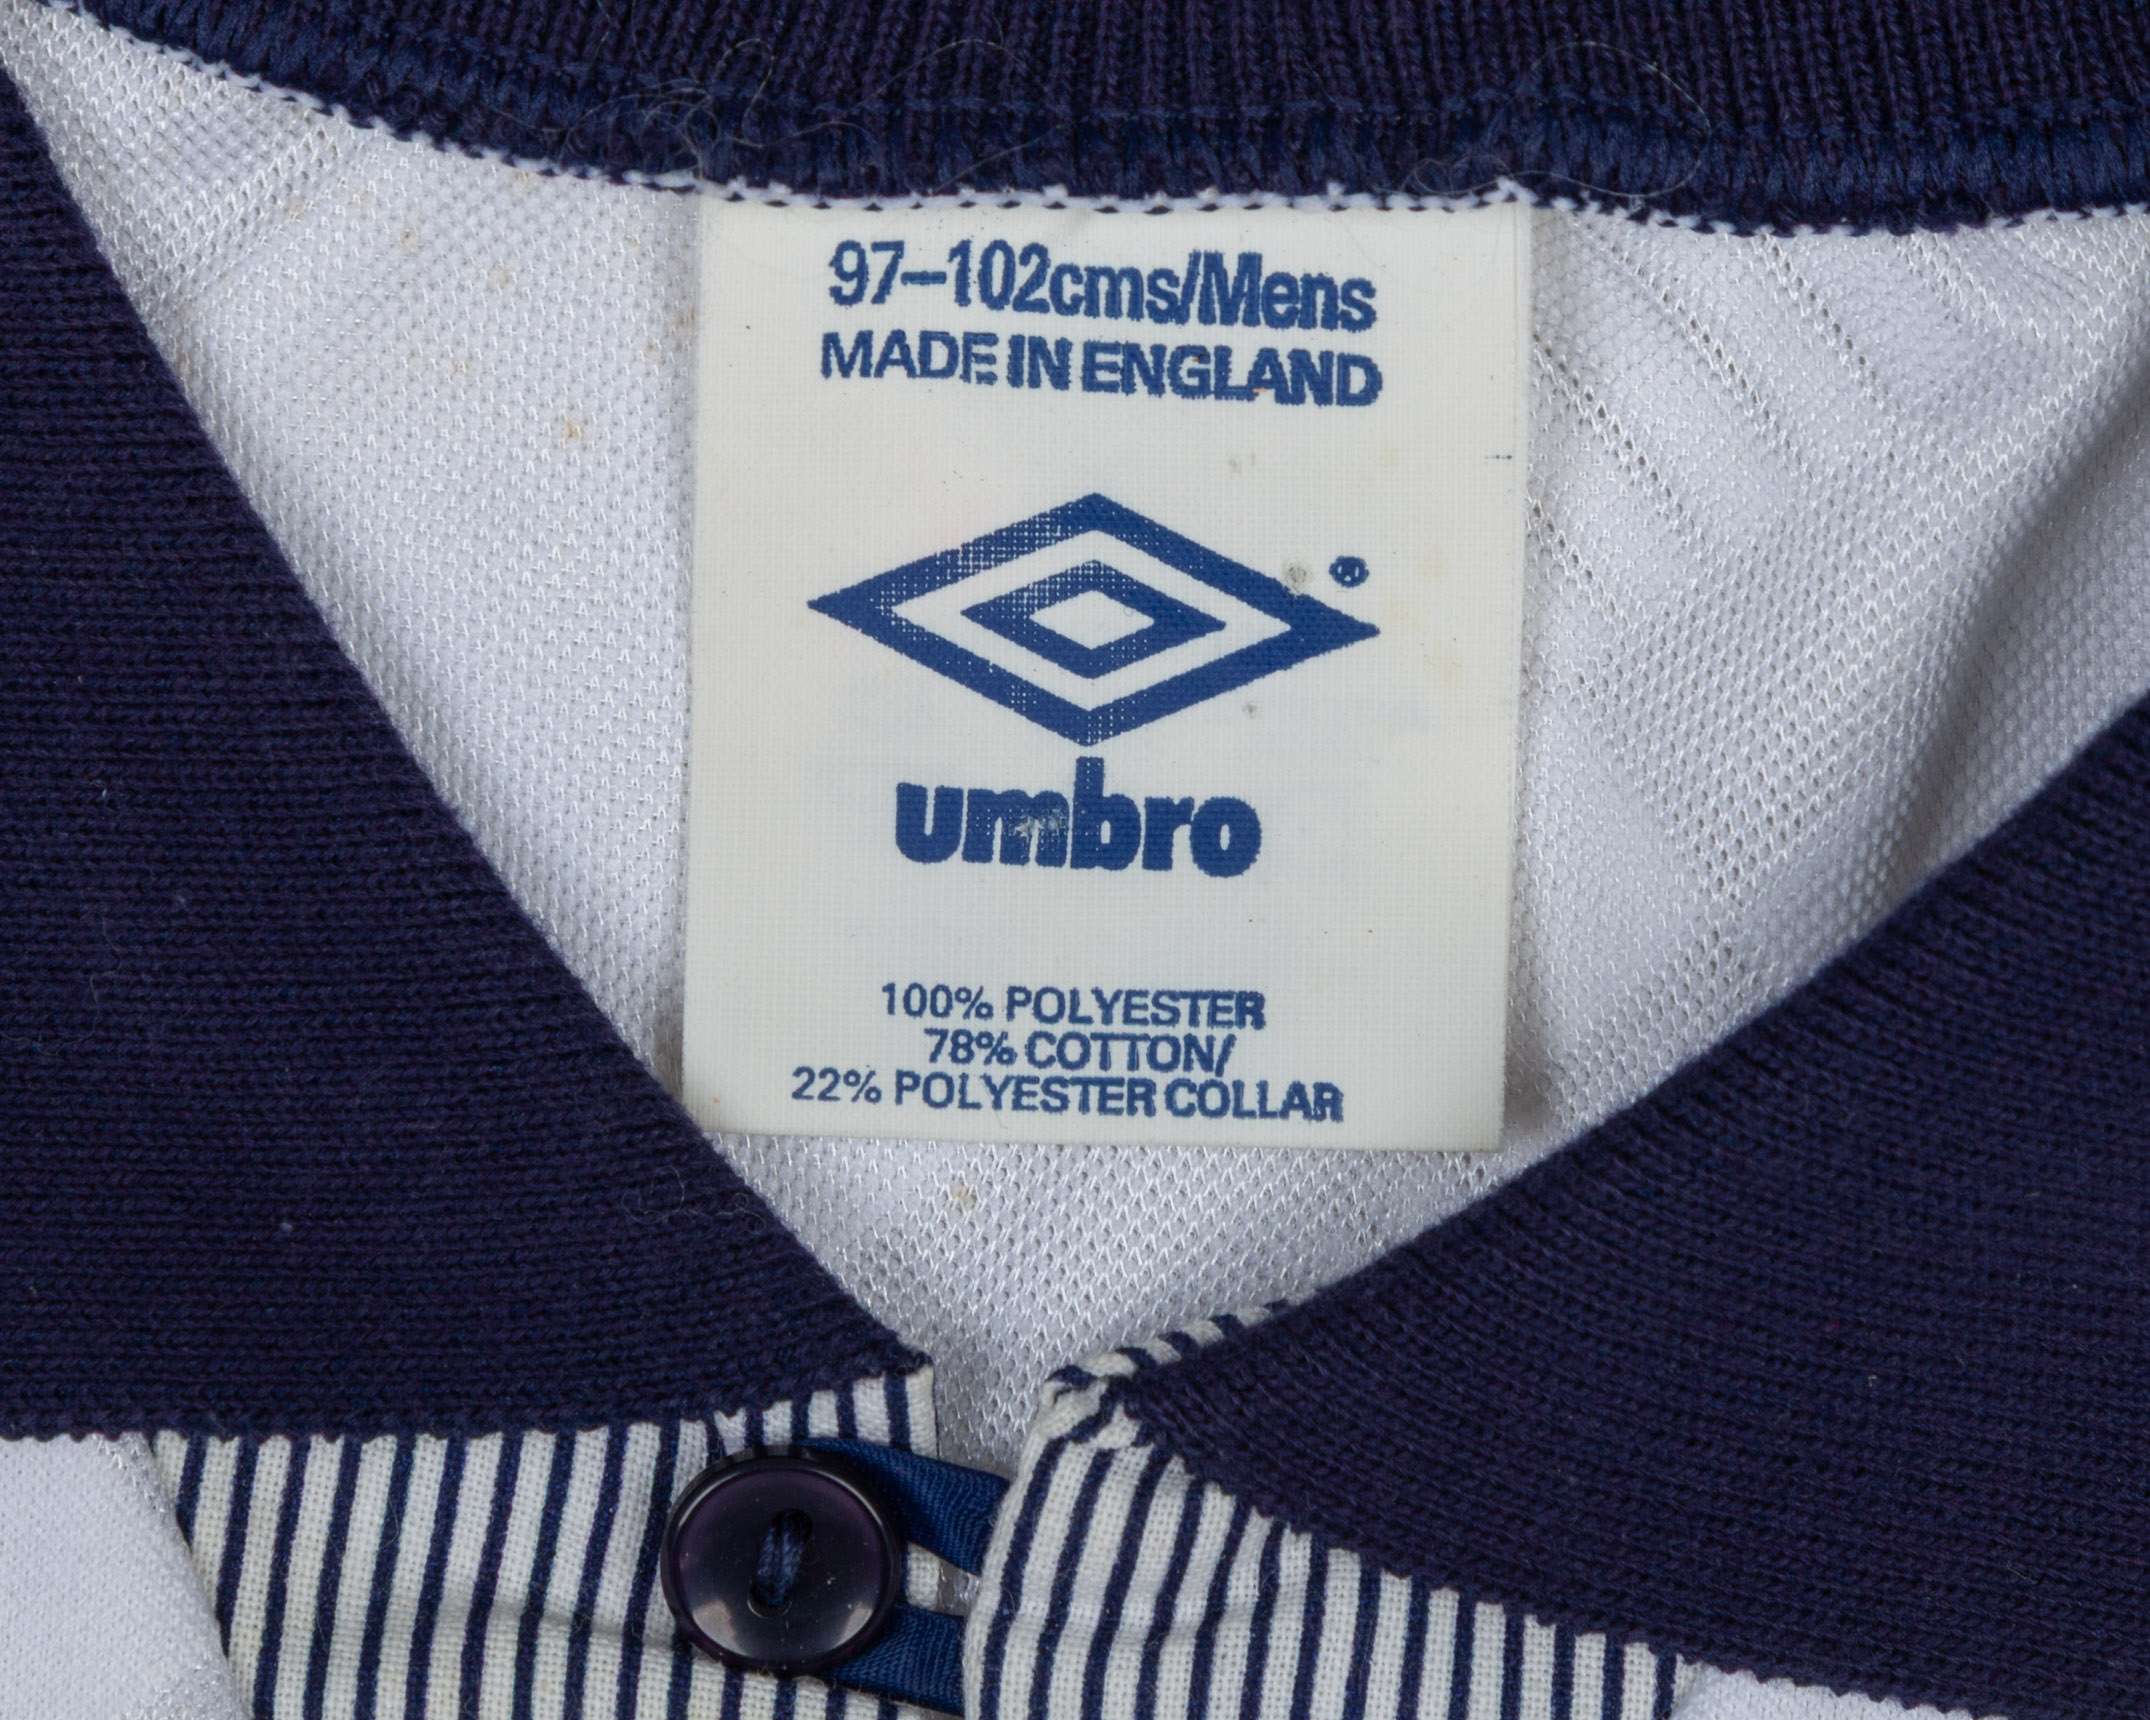 97–102cms/Mens
MADE IN ENGLAND
umbro
100% POLYESTER
78% COTTON/
22% POLYESTER COLLAR